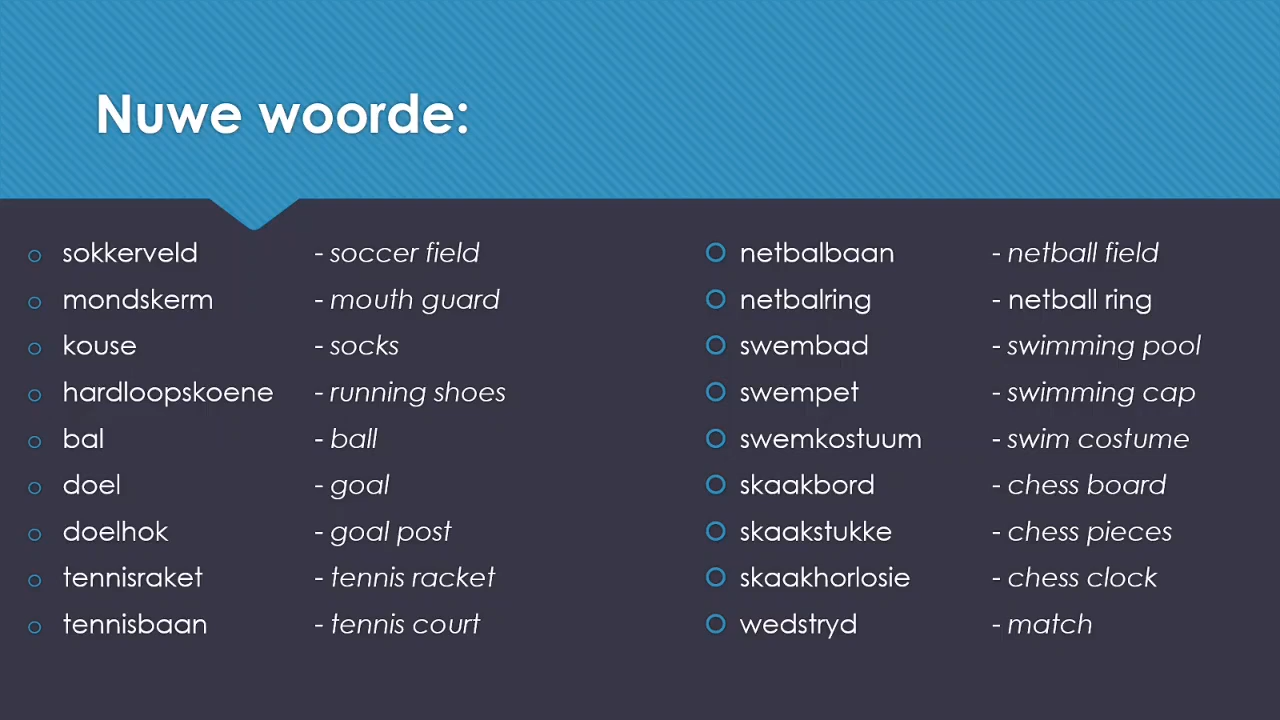 Nuwe woorde:
sokkerveld - soccer field
mondskerm - mouth guard
kouse - socks
hardloopskoene - running shoes
bal - ball
doel - goal
doelhok - goal post
tennisraket - tennis racket
tennisbaan - tennis court
netbalbaan - netball field
netbalring - netball ring
swembad - swimming pool
swempet - swimming cap
swemkostuum - swim costume
skaakbord - chess board
skaakstukke - chess pieces
skaakhorlosie - chess clock
wedstryd - match